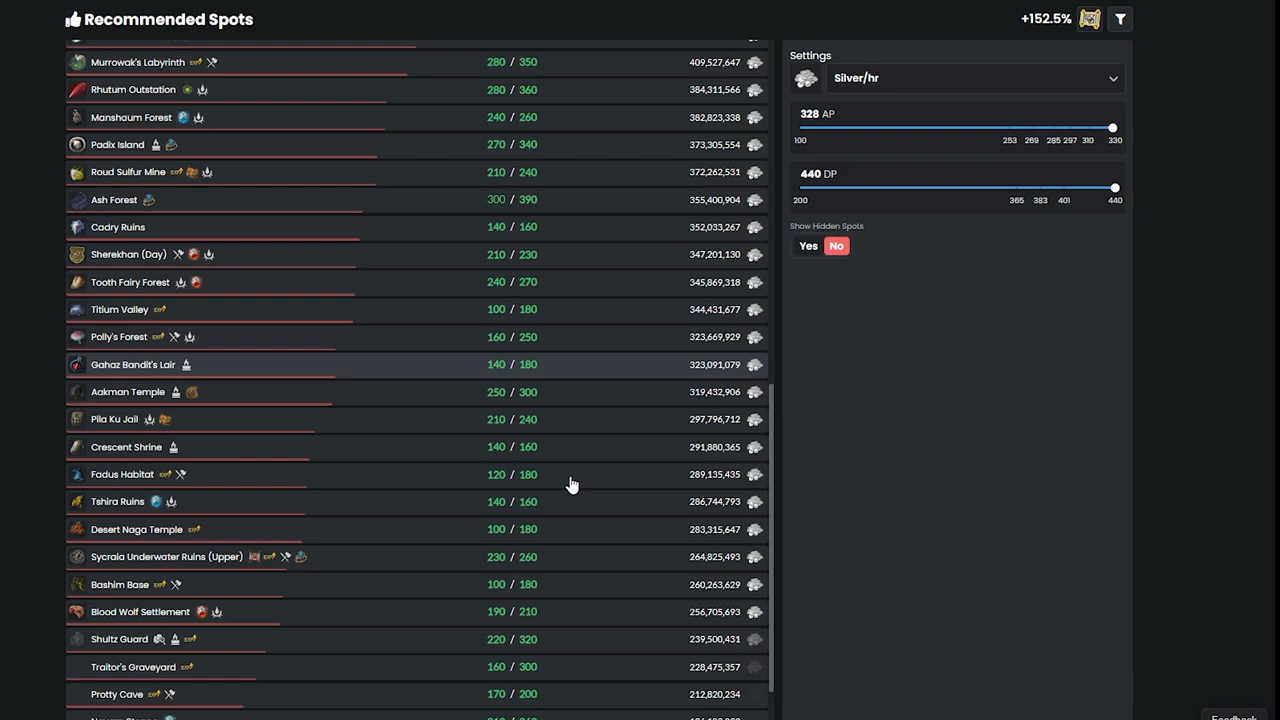 Recommended Spots
+152.5%
Murrowak's Labyrinth 280 / 350 409,527,647
Rhutum Outstation 280 / 360 384,311,566
Manshaum Forest 240 / 260 382,823,338
Padix Island 270 / 340 373,305,554
Roud Sulfur Mine 210 / 240 372,262,531
Ash Forest 300 / 390 355,400,904
Cadry Ruins 140 / 160 352,033,267
Sherekhan (Day) 210 / 230 347,201,130
Tooth Fairy Forest 240 / 270 345,869,318
Titium Valley 100 / 180 344,431,677
Polly's Forest 160 / 250 323,669,929
Gahaz Bandit's Lair 140 / 180 323,091,079
Aakman Temple 250 / 300 319,432,906
Pila Ku Jail 210 / 240 297,796,712
Crescent Shrine 140 / 160 291,880,365
Fadus Habitat 120 / 180 289,135,435
Tshira Ruins 140 / 160 286,744,793
Desert Naga Temple 100 / 180 283,315,647
Sycraia Underwater Ruins (Upper) 230 / 260 264,825,493
Bashim Base 100 / 180 260,263,629
Blood Wolf Settlement 190 / 210 256,705,693
Shultz Guard 220 / 320 239,500,431
Traitor's Graveyard 160 / 300 228,475,357
Protty Cave 170 / 200 212,820,234
Settings
Silver/hr
328 AP
100 253 269 285 297 310 330
440 DP
200 365 383 401 440
Show Hidden Spots
Yes No
Feedback